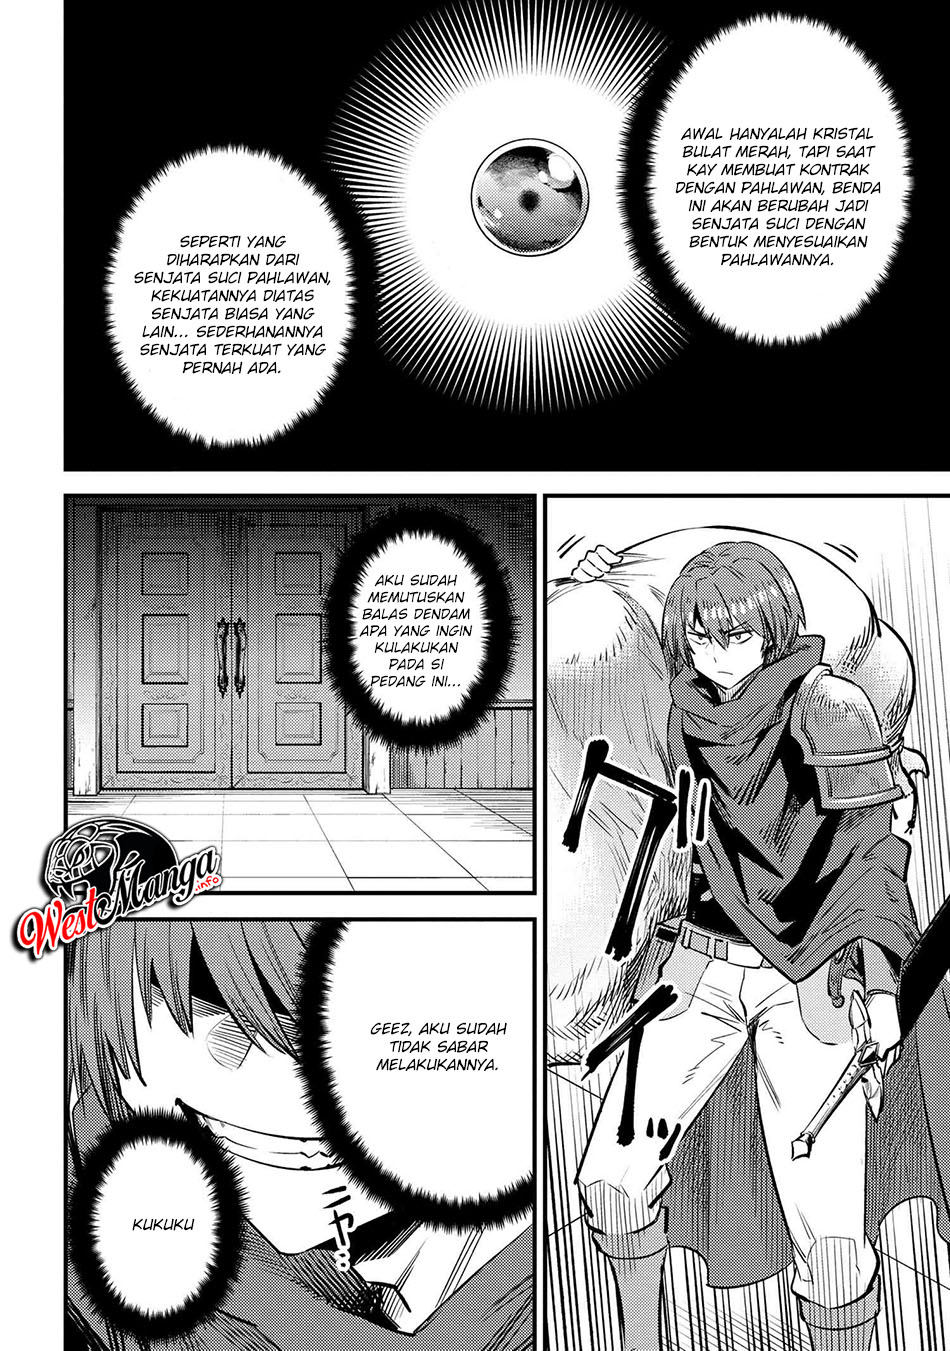 AWAL HANYALAH KRISTAL
BULAT MERAH, TAPI SAAT
KAY MEMBUAT KONTRAK
DENGAN PAHLAWAN, BENDA
INI AKAN BERUBAH JADI
SENJATA SUCI DENGAN
BENTUK MENYESUAIKAN
PAHLAWANNYA.
SEPERTI YANG
DIHARAPKAN DARI
SENJATA SUCI PAHLAWAN,
KEKUATANNYA DIATAS
SENJATA BIASA YANG
LAIN... SEDERHANANNYA
SENJATA TERKUAT YANG
PERNAH ADA.
グッ
AKU SUDAH
MEMUTUSKAN
BALAS DENDAM
APA YANG INGIN
KULAKUKAN
PADA SI
PEDANG INI...
WestManga
.info
GEEZ, AKU SUDAH
TIDAK SABAR
MELAKUKANNYA.
ニヤ...
KUKUKU